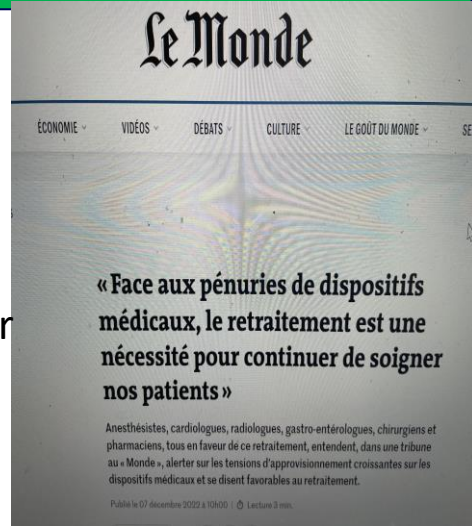 Le Monde
ÉCONOMIE VIDÉOS DÉBATS CULTURE LE GOÛT DU MONDE SE
r
« Face aux pénuries de dispositifs
médicaux, le retraitement est une
nécessité pour continuer de soigner
nos patients »
Anesthésistes, cardiologues, radiologues, gastro-entérologues, chirurgiens et
pharmaciens, tous en faveur de ce retraitement, entendent, dans une tribune
au « Monde », alerter sur les tensions d'approvisionnement croissantes sur les
dispositifs médicaux et se disent favorables au retraitement.
Publié le 07 décembre 2022 à 10h00 | Lecture 3 min.